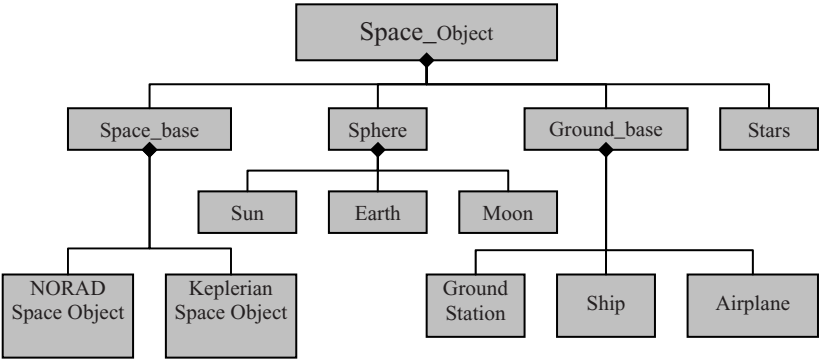 Space_Object
Space_base
Sphere
Ground_base
Stars
Sun
Earth
Moon
NORAD
Space Object
Keplerian
Space Object
Ground
Station
Ship
Airplane